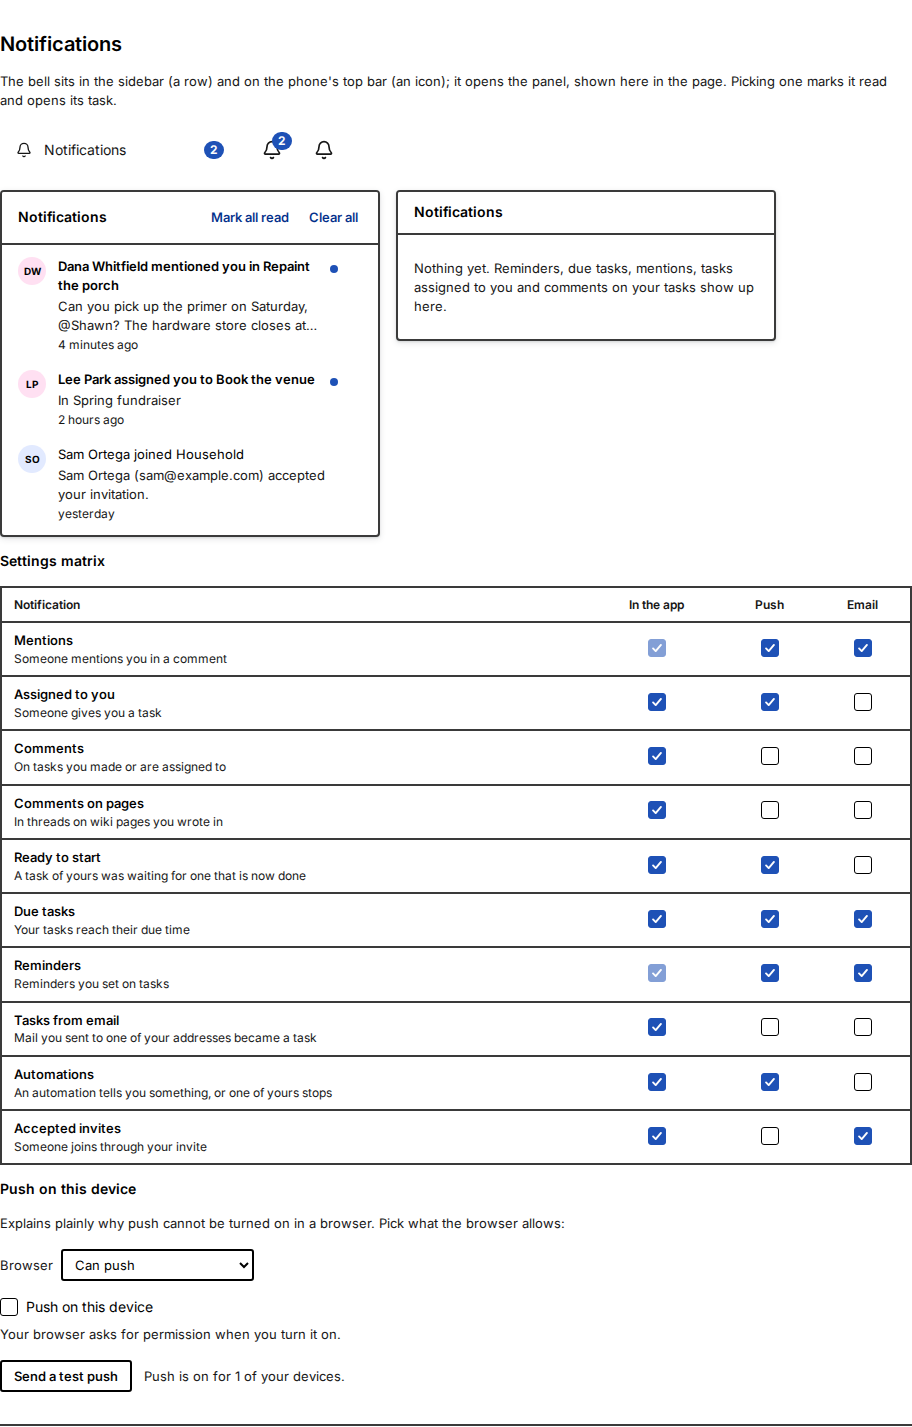 Notifications
The bell sits in the sidebar (a row) and on the phone's top bar (an icon); it opens the panel, shown here in the page. Picking one marks it read
and opens its task.
Notifications 2 2
Notifications Mark all read Clear all
DW Dana Whitfield mentioned you in Repaint
the porch
Can you pick up the primer on Saturday,
@Shawn? The hardware store closes at...
4 minutes ago
LP Lee Park assigned you to Book the venue
In Spring fundraiser
2 hours ago
SO Sam Ortega joined Household
Sam Ortega (sam@example.com) accepted
your invitation.
yesterday
Notifications
Nothing yet. Reminders, due tasks, mentions, tasks
assigned to you and comments on your tasks show up
here.
Settings matrix
Notification In the app Push Email
Mentions
Someone mentions you in a comment
Assigned to you
Someone gives you a task
Comments
On tasks you made or are assigned to
Comments on pages
In threads on wiki pages you wrote in
Ready to start
A task of yours was waiting for one that is now done
Due tasks
Your tasks reach their due time
Reminders
Reminders you set on tasks
Tasks from email
Mail you sent to one of your addresses became a task
Automations
An automation tells you something, or one of yours stops
Accepted invites
Someone joins through your invite
Push on this device
Explains plainly why push cannot be turned on in a browser. Pick what the browser allows:
Browser Can push
Push on this device
Your browser asks for permission when you turn it on.
Send a test push Push is on for 1 of your devices.